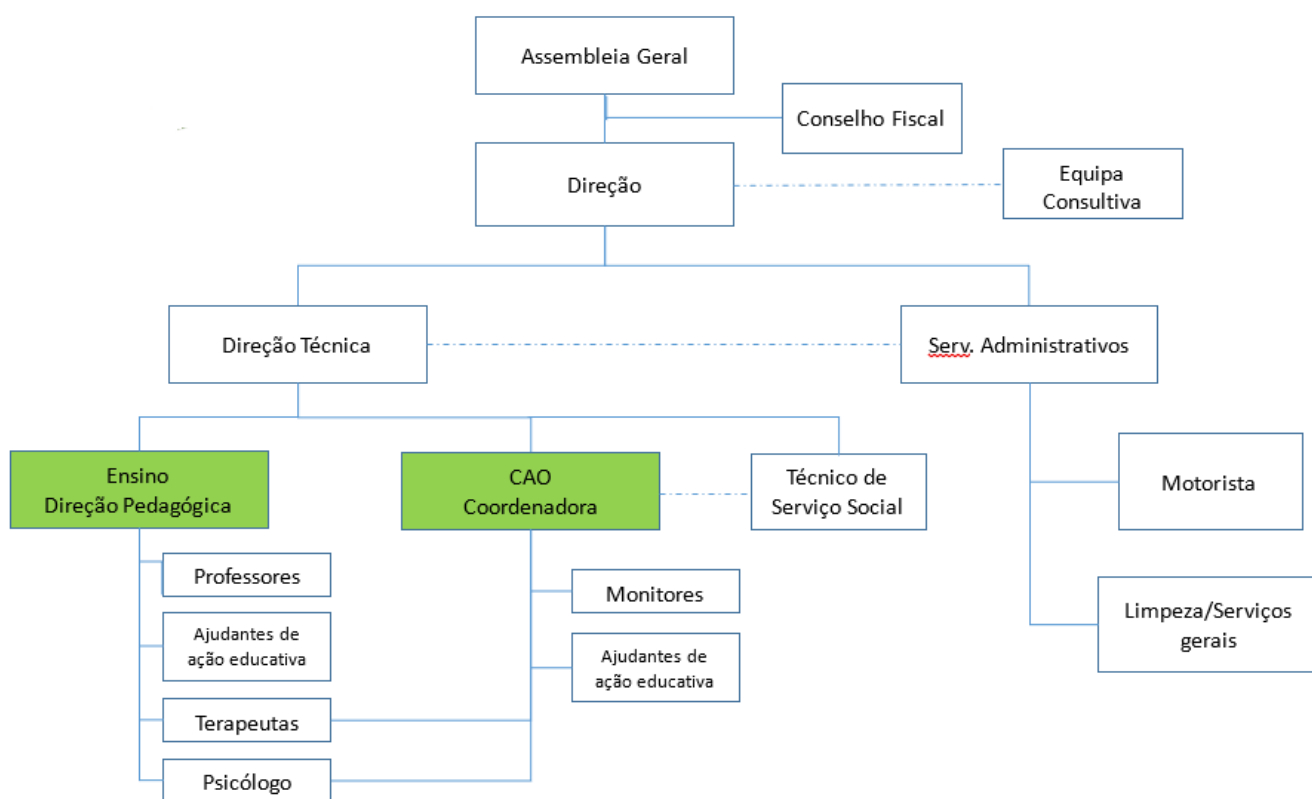 Assembleia Geral
Conselho Fiscal
Direção
Equipa
Consultiva
Direção Técnica
Serv. Administrativos
Ensino
Direção Pedagógica
CAO
Coordenadora
Técnico de
Serviço Social
Motorista
Professores
Monitores
Limpeza/Serviços
gerais
Ajudantes de
ação educativa
Ajudantes de
ação educativa
Terapeutas
Psicólogo